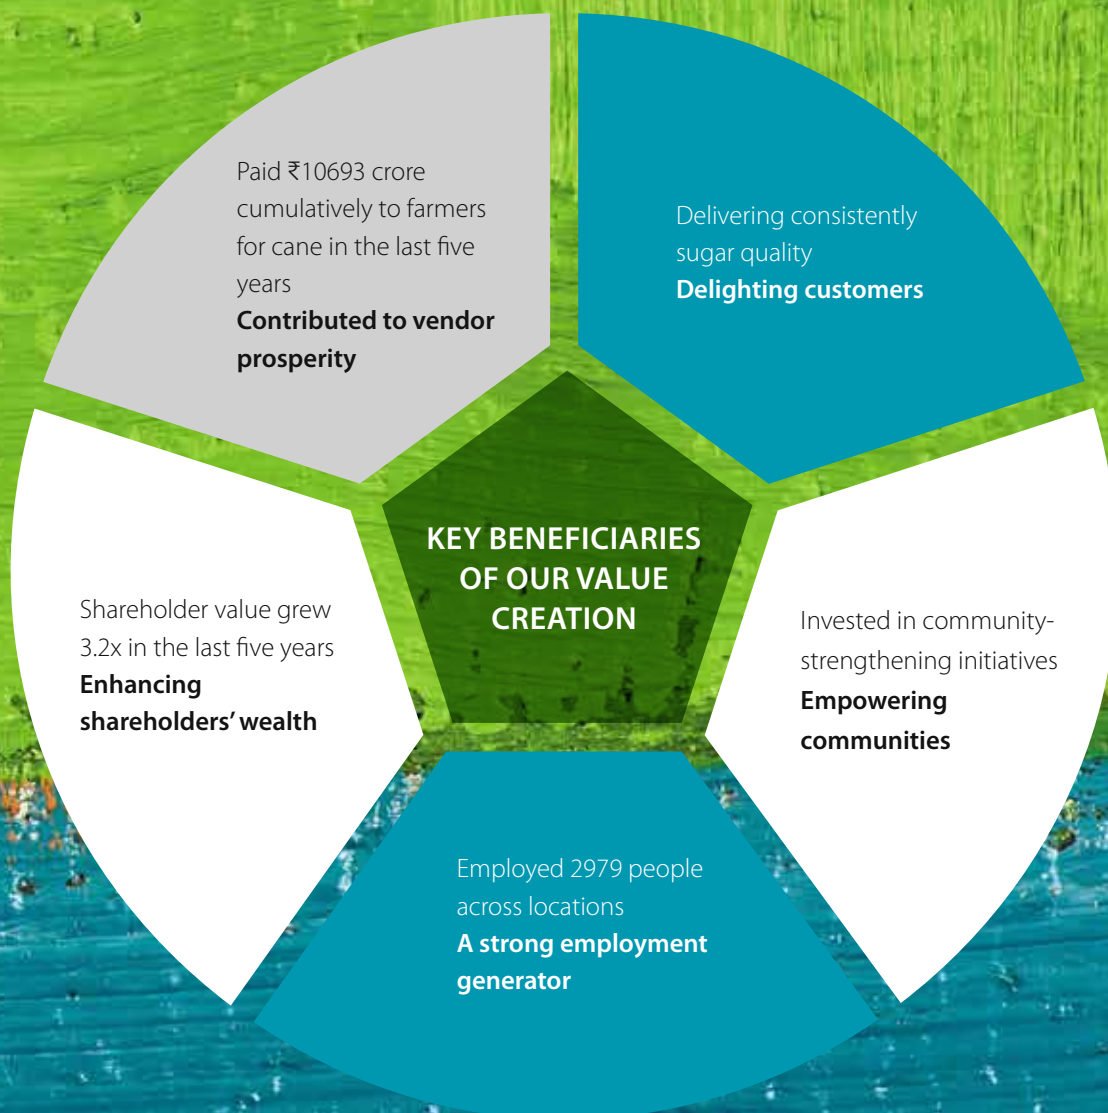 Paid ₹10693 crore
cumulatively to farmers
for cane in the last five
years
Contributed to vendor
prosperity
Delivering consistently
sugar quality
Delighting customers
KEY BENEFICIARIES
OF OUR VALUE
CREATION
Shareholder value grew
3.2x in the last five years
Enhancing
shareholders’ wealth
Invested in community-
strengthening initiatives
Empowering
communities
Employed 2979 people
across locations
A strong employment
generator